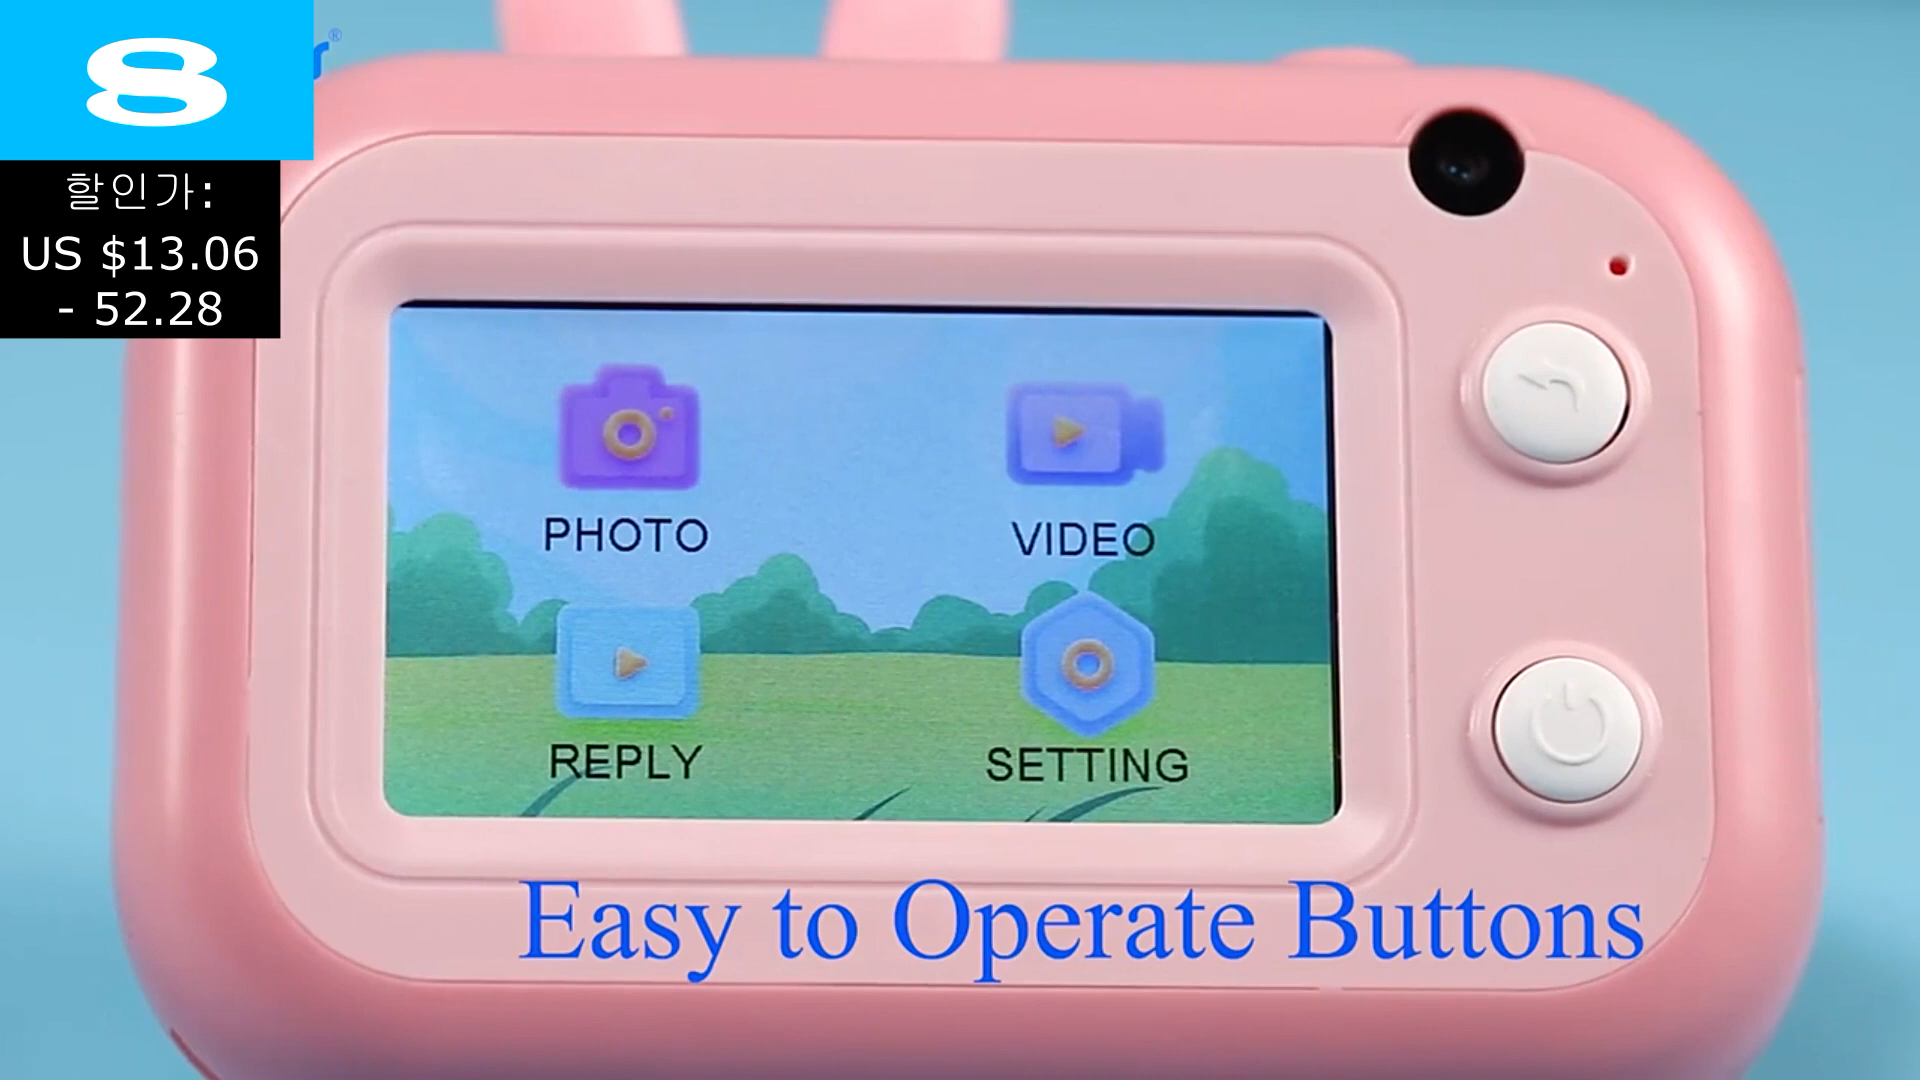 8
할인가:
US $13.06
- 52.28
PHOTO
VIDEO
REPLY
SETTING
Easy to Operate Buttons